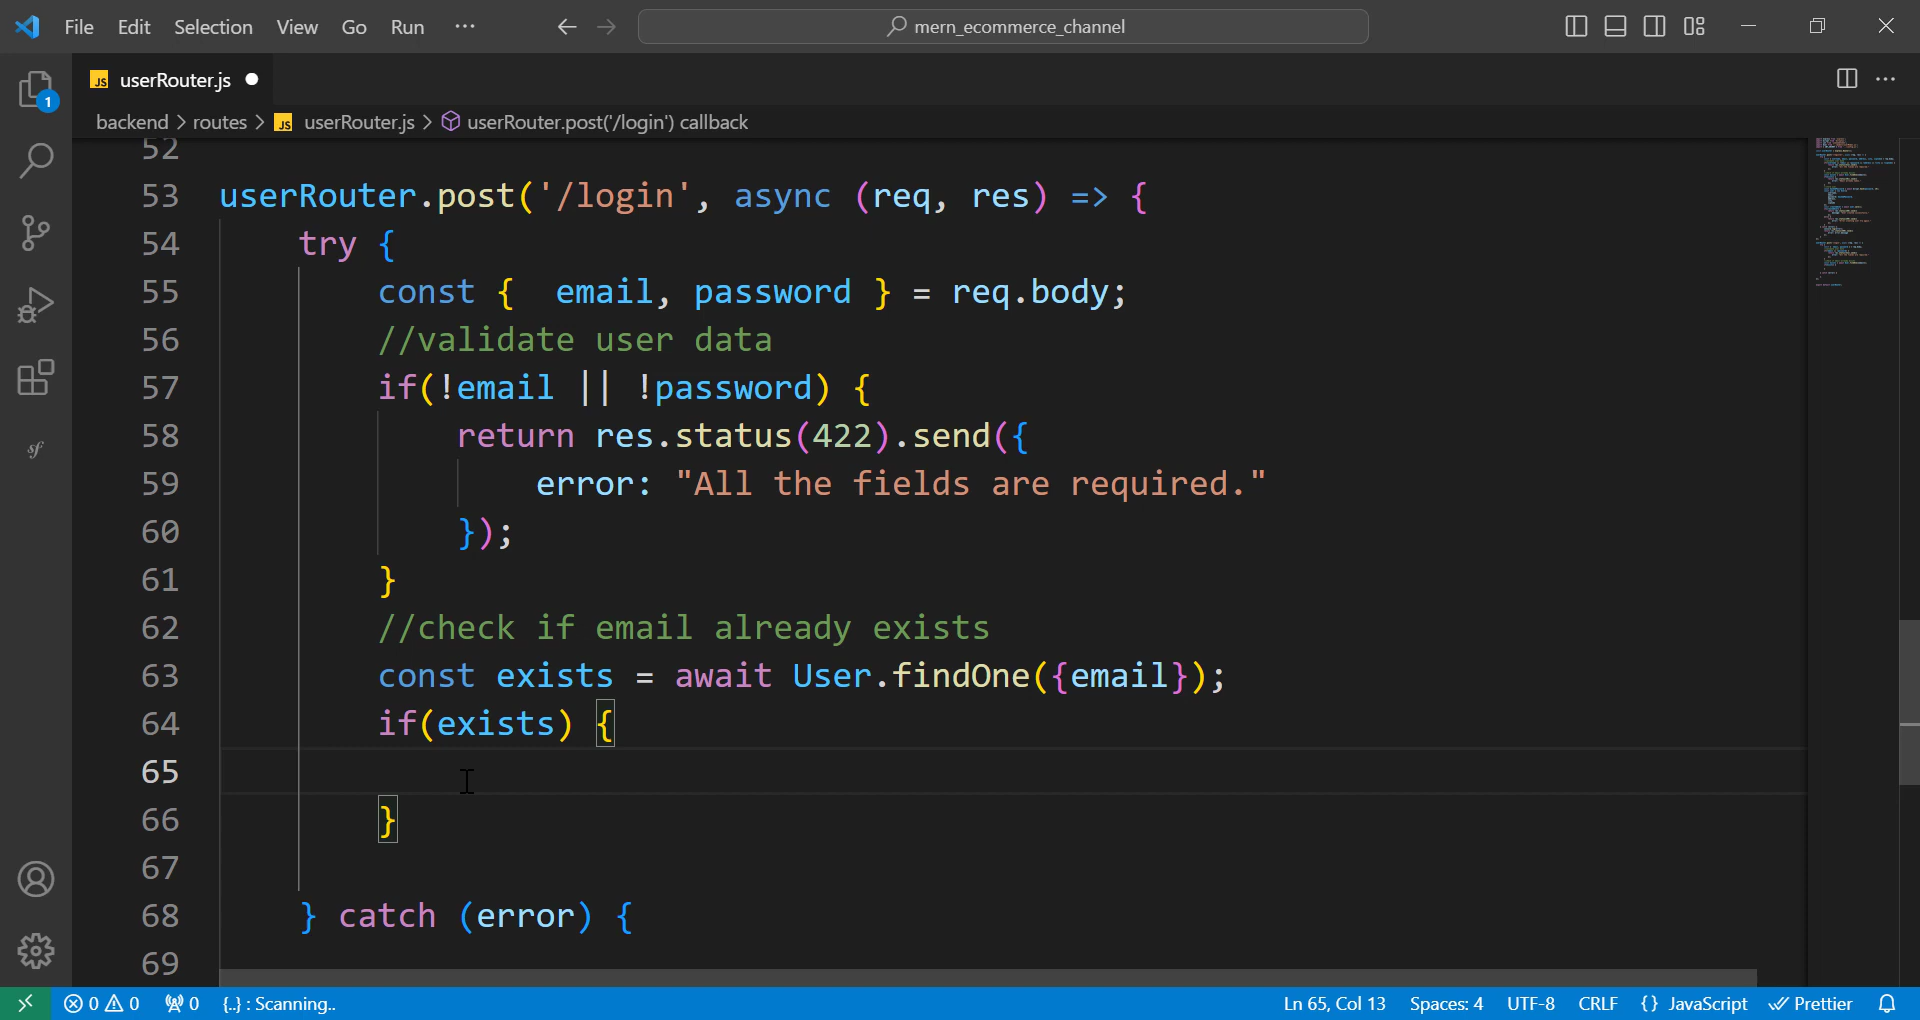 File Edit Selection View Go Run ··· mern_ecommerce_channel
JS userRouter.js
backend > routes > JS userRouter.js > userRouter.post('/login') callback
52
53 userRouter.post('/login', async (req, res) => {
54 try {
55 const {  email, password } = req.body;
56 //validate user data
57 if(!email || !password) {
58 return res.status(422).send({
59 error: "All the fields are required."
60 });
61 }
62 //check if email already exists
63 const exists = await User.findOne({email});
64 if(exists) {
65
66 }
67
68 } catch (error) {
69
1
sf
0 0 0 {..} : Scanning.. Ln 65, Col 13 Spaces: 4 UTF-8 CRLF {} JavaScript Prettier